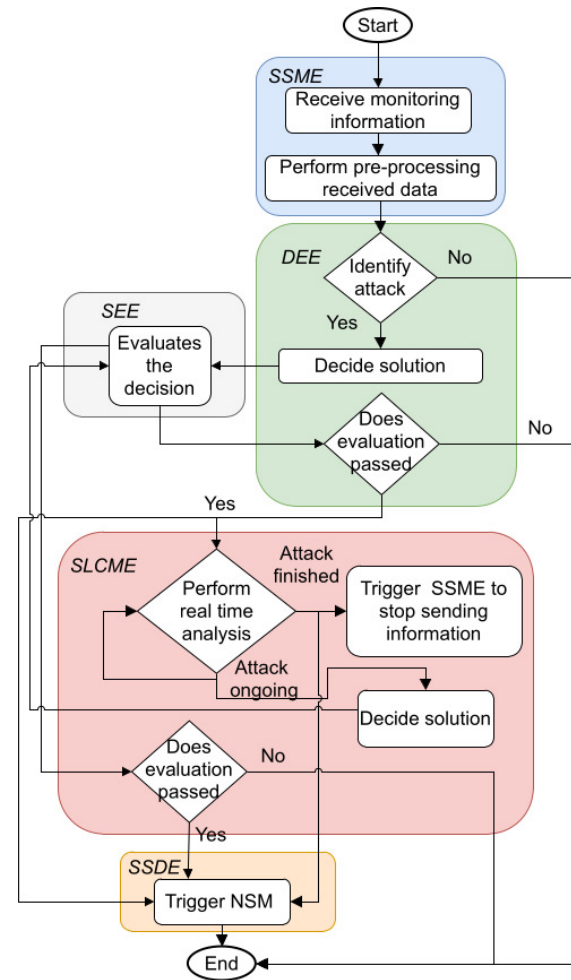 Start
SSME
Receive monitoring
information
Perform pre-processing
received data
DEE
Identify
attack
No
Yes
SEE
Evaluates
the
decision
Decide solution
Does
evaluation
passed
No
Yes
SLCME
Attack
finished
Perform
real time
analysis
Trigger SSME to
stop sending
information
Attack
ongoing
Decide solution
Does
evaluation
passed
No
Yes
SSDE
Trigger NSM
End